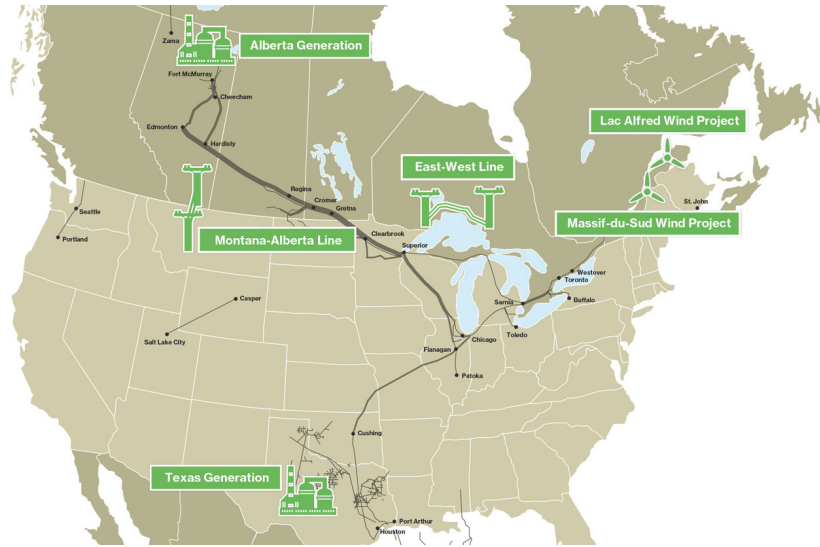 Zama
Alberta Generation
Fort McMurray
Cheecham
Edmonton
Hardisty
Lac Alfred Wind Project
East-West Line
Regina
Cromer
Gretna
St. John
Seattle
Portland
Massif-du-Sud Wind Project
Montana-Alberta Line
Clearbrook
Superior
Westover
Toronto
Casper
Sarnia
Buffalo
Salt Lake City
Chicago
Toledo
Flanagan
Patoka
Cushing
Texas Generation
Port Arthur
Houston